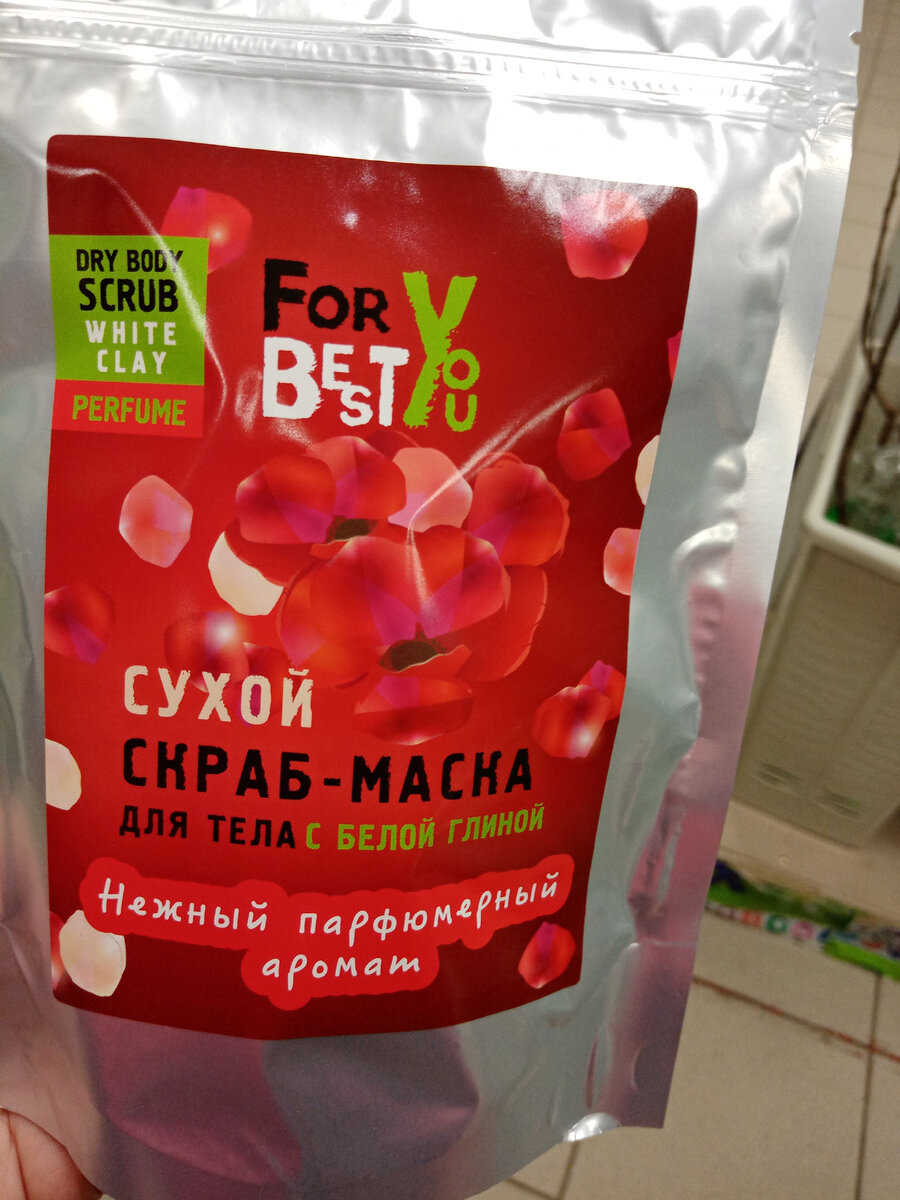 DRY BODY
SCRUB
WHITE
CLAY
PERFUME
FOR
BEST
YOU
СУХОЙ
СКРАБ-МАСКА
ДЛЯ ТЕЛА С БЕЛОЙ ГЛИНОЙ
Нежный парфюмерный
аромат